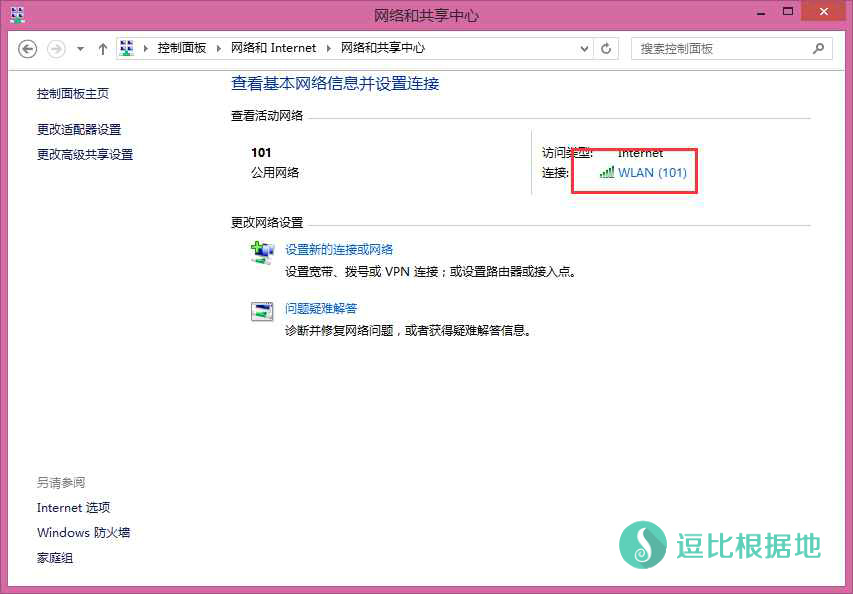 网络和共享中心
控制面板 网络和 Internet 网络和共享中心
搜索控制面板
控制面板主页
更改适配器设置
更改高级共享设置
查看基本网络信息并设置连接
查看活动网络
101
公用网络
访问类型: Internet
连接: WLAN (101)
更改网络设置
设置新的连接或网络
设置宽带、拨号或 VPN 连接；或设置路由器或接入点。
问题疑难解答
诊断并修复网络问题，或者获得疑难解答信息。
另请参阅
Internet 选项
Windows 防火墙
家庭组
逗比根据地